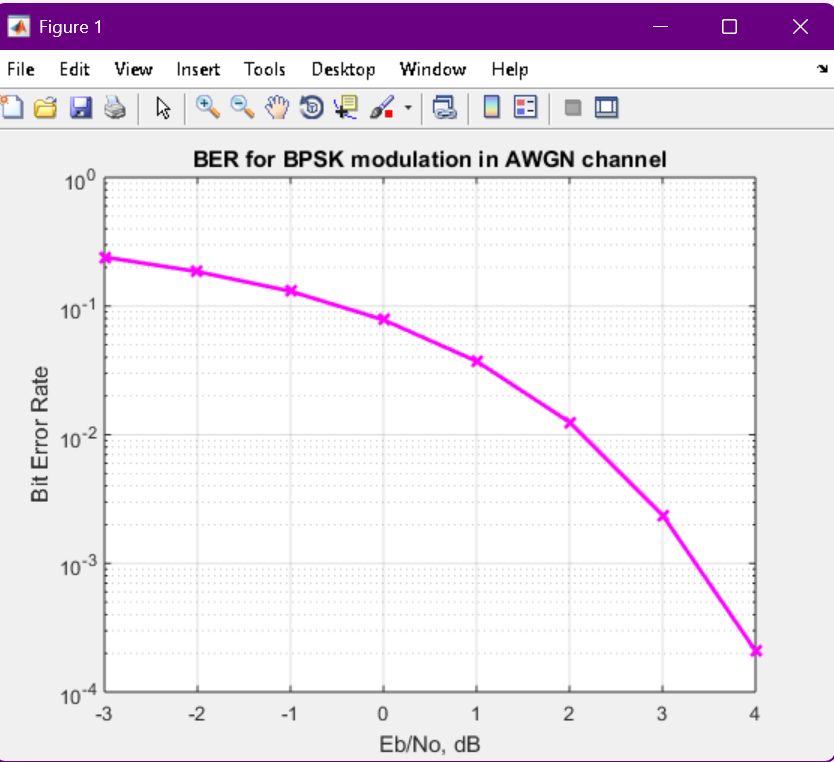 Figure 1
File Edit View Insert Tools Desktop Window Help
BER for BPSK modulation in AWGN channel
10^0
10^-1
10^-2
10^-3
10^-4
Bit Error Rate
-3 -2 -1 0 1 2 3 4
Eb/No, dB